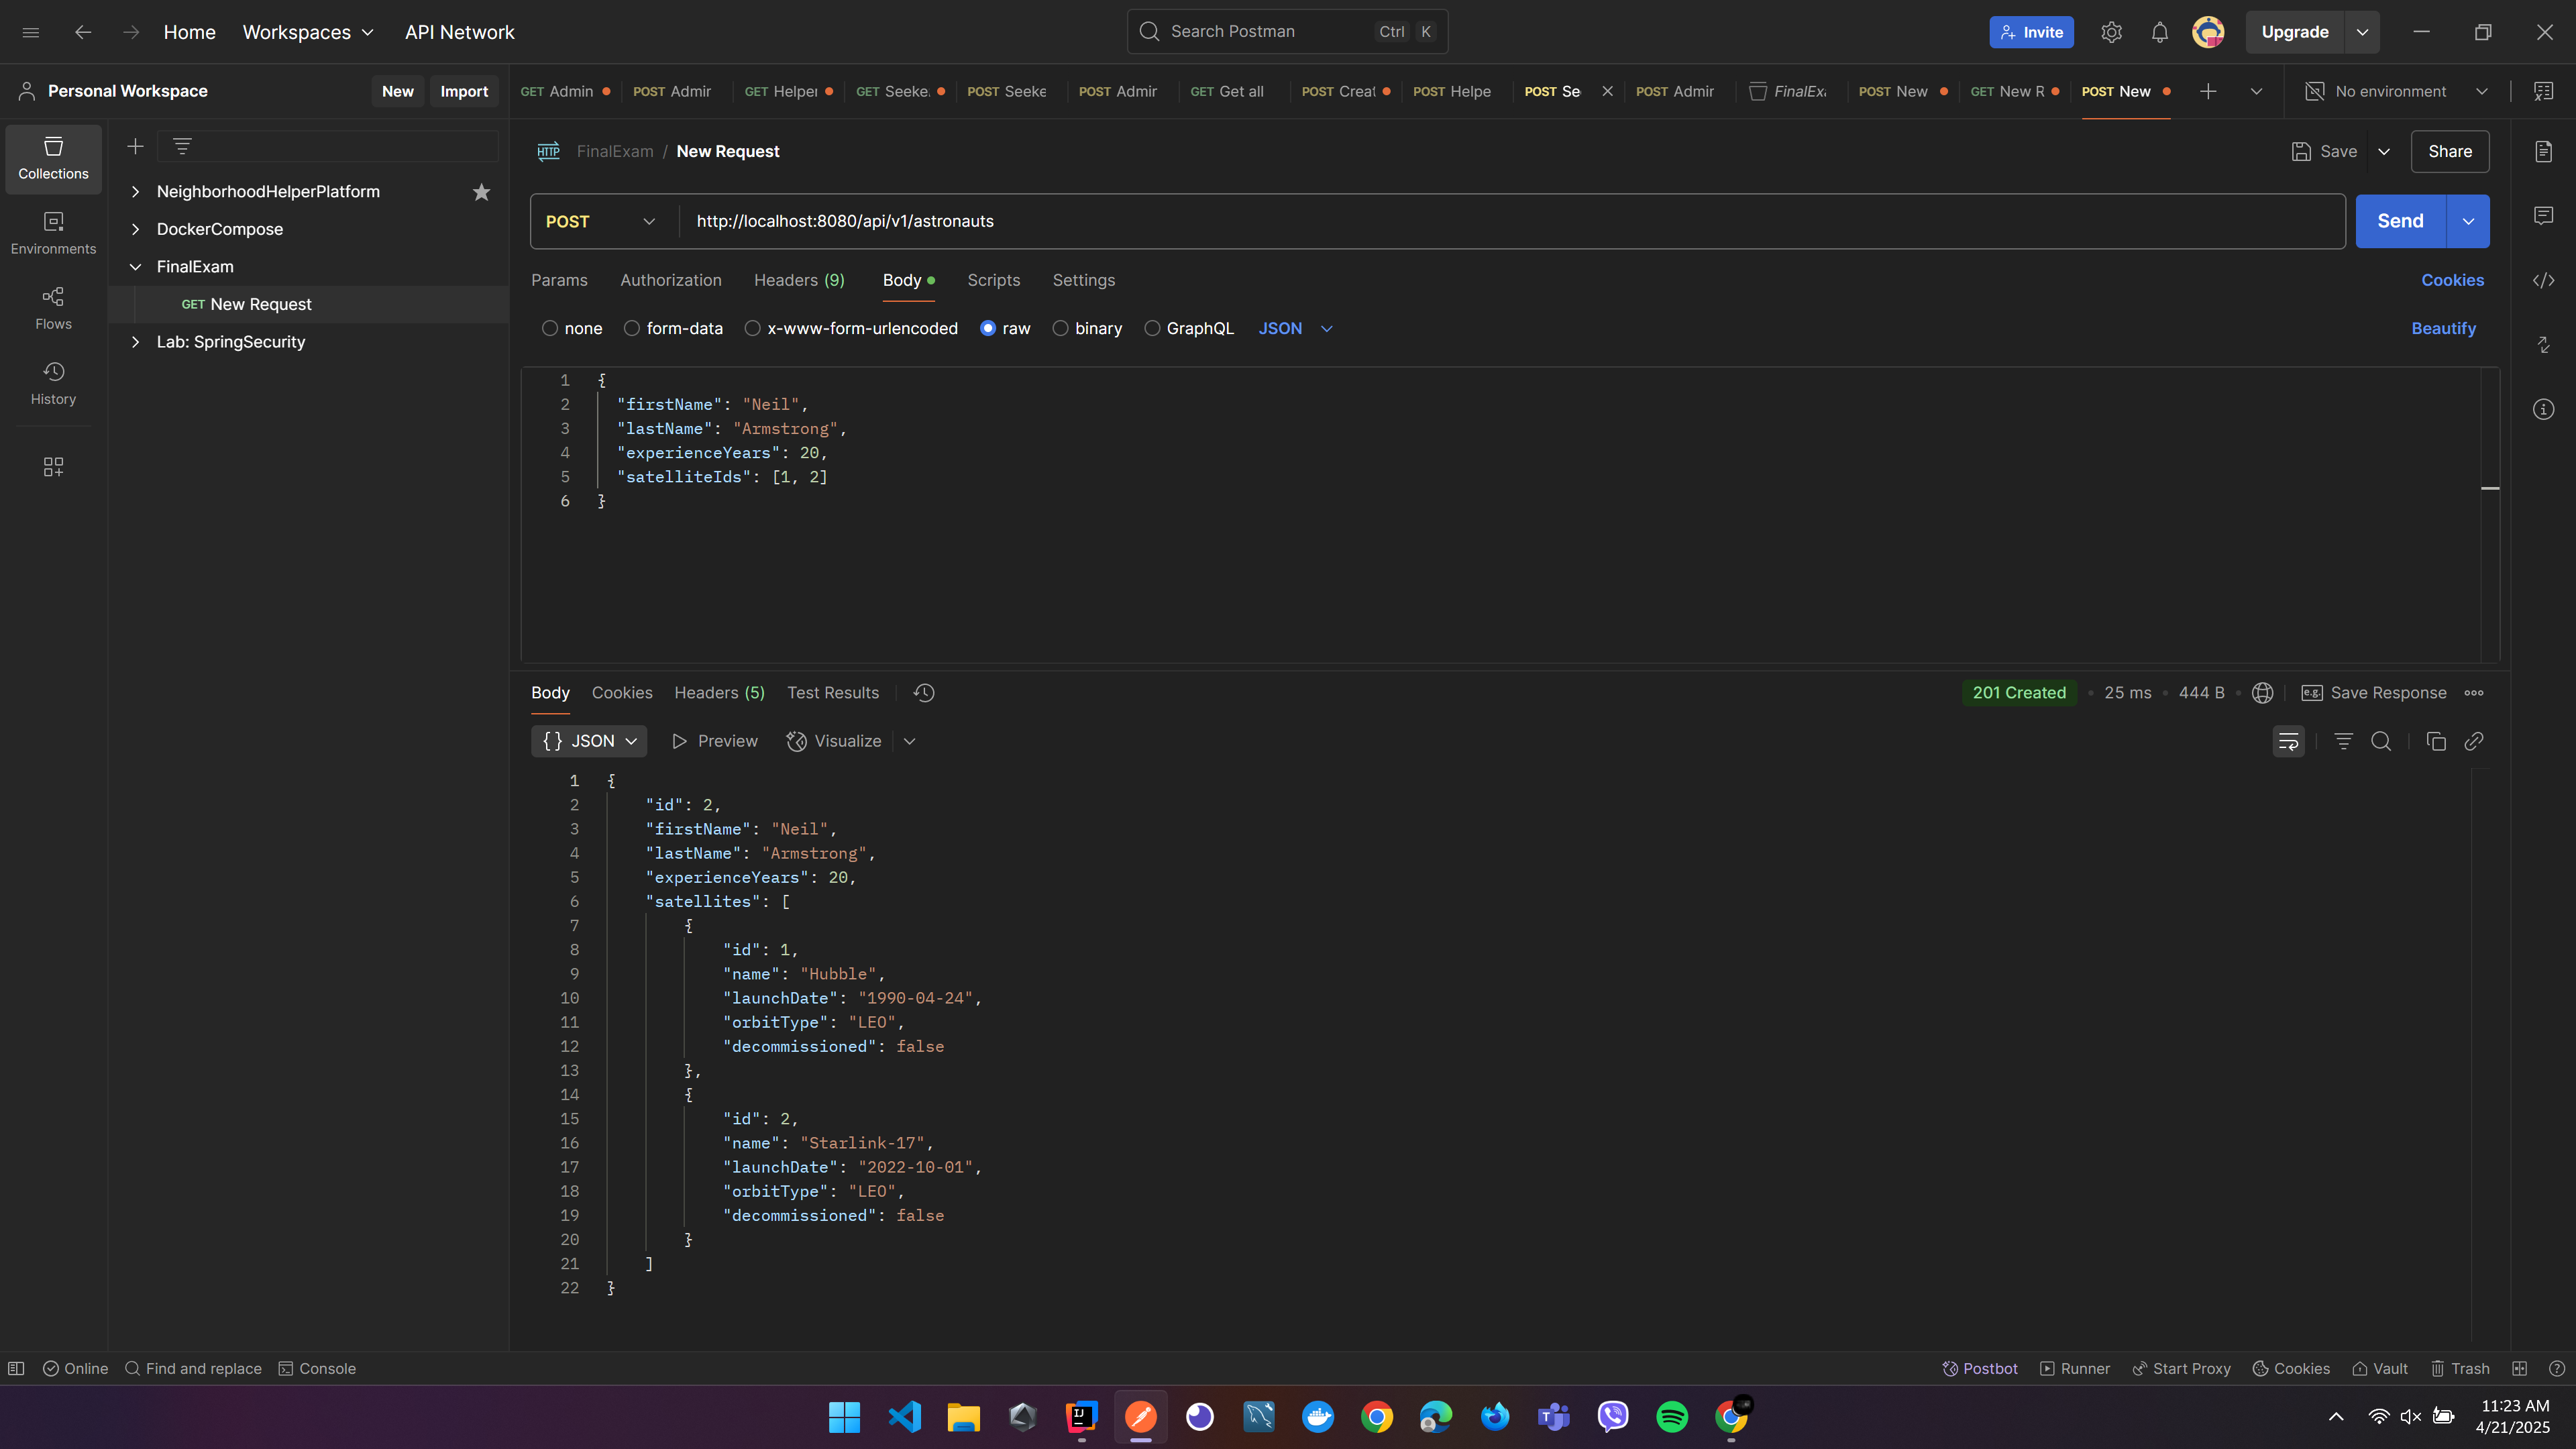 Home Workspaces API Network Search Postman Ctrl K Invite Upgrade
Personal Workspace New Import GET Admin POST Admir GET Helper GET Seeke. POST Seeke POST Admir GET Get all POST Creat POST Helpe POST Se POST Admir FinalEx POST New GET New R POST New No environment
Collections
Environments
Flows
History
NeighborhoodHelperPlatform
DockerCompose
FinalExam
GET New Request
Lab: SpringSecurity
HTTP FinalExam / New Request Save Share
POST http://localhost:8080/api/v1/astronauts Send
Params Authorization Headers (9) Body Scripts Settings Cookies
none form-data x-www-form-urlencoded raw binary GraphQL JSON Beautify
1 {
2 "firstName": "Neil",
3 "lastName": "Armstrong",
4 "experienceYears": 20,
5 "satelliteIds": [1, 2]
6 }
Body Cookies Headers (5) Test Results 201 Created 25 ms 444 B e.g. Save Response
{} JSON Preview Visualize
1 {
2 "id": 2,
3 "firstName": "Neil",
4 "lastName": "Armstrong",
5 "experienceYears": 20,
6 "satellites": [
7 {
8 "id": 1,
9 "name": "Hubble",
10 "launchDate": "1990-04-24",
11 "orbitType": "LEO",
12 "decommissioned": false
13 },
14 {
15 "id": 2,
16 "name": "Starlink-17",
17 "launchDate": "2022-10-01",
18 "orbitType": "LEO",
19 "decommissioned": false
20 }
21 ]
22 }
Online Find and replace Console Postbot Runner Start Proxy Cookies Vault Trash
11:23 AM
4/21/2025